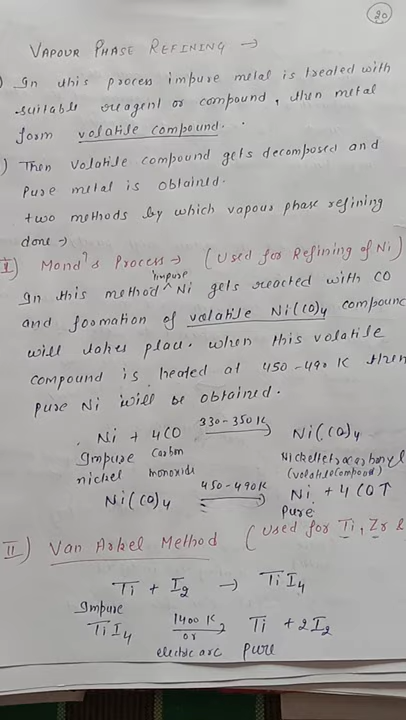 20
VAPOUR PHASE REFINING →
) In this process impure metal is treated with
suitable reagent or compound, then metal
form volatile compound.
) Then volatile compound gets decomposed and
Pure metal is obtained.
two methods by which vapour phase refining
done →
I) Mond's Process → (Used for Refining of Ni)
Impure
In this method ^ Ni gets reacted with CO
and foomation of volatile Ni(CO)4 compound
will takes place. when this volatile
compound is heated at 450-490 K then
pure Ni will be obtained.
Ni + 4CO 330-350K → Ni(CO)4
Impure Carbon Nickeltetracarbonyl
nickel monoxide (volatile compound)
Ni(CO)4 450-490K → Ni + 4CO↑
Pure
II) Van Arkel Method (Used for Ti, Zr &
Ti + I2 → TiI4
Impure
TiI4 1400 K → Ti + 2I2
or
electric arc pure